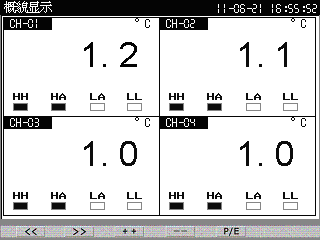 概貌显示 11-06-21 16:55:52
CH-01 °C CH-02 °C
1.2 1.1
HH HA LA LL HH HA LA LL
CH-03 °C CH-04 °C
1.0 1.0
HH HA LA LL HH HA LA LL
<< >> ++ -- P/E